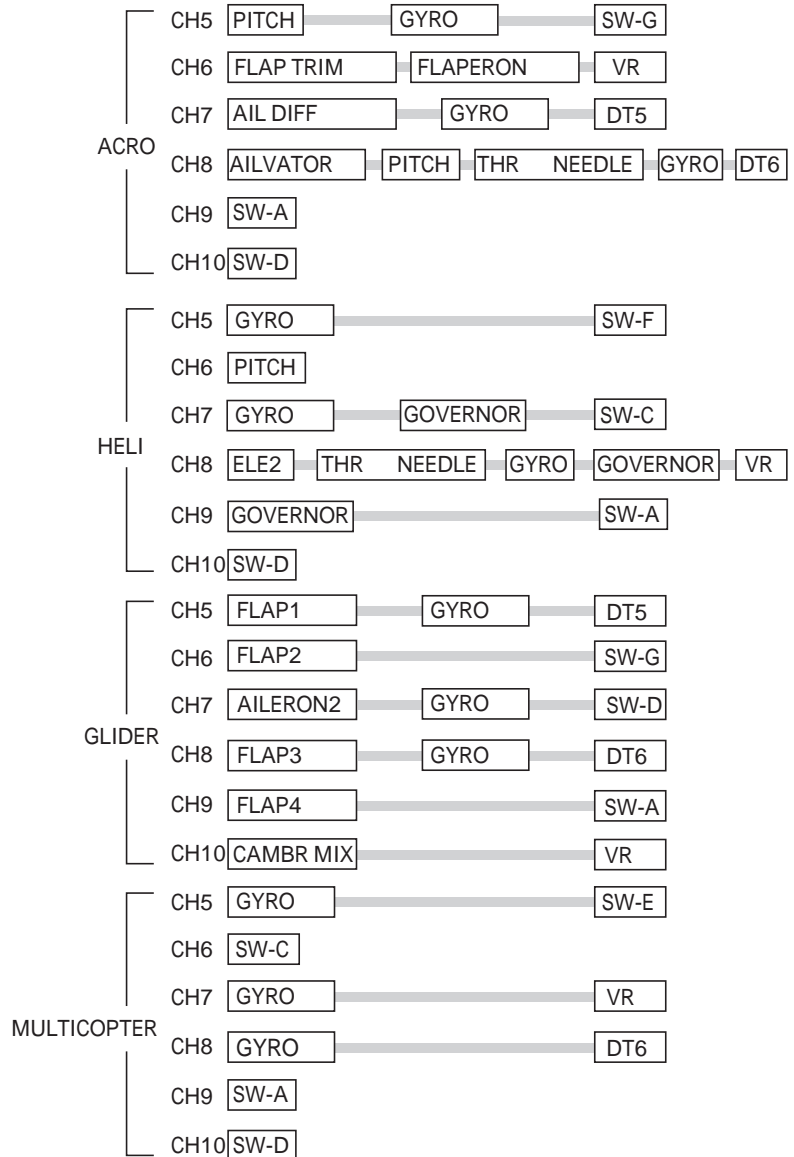 CH5 PITCH GYRO SW-G
CH6 FLAP TRIM FLAPERON VR
CH7 AIL DIFF GYRO DT5
ACRO
CH8 AILVATOR PITCH THR NEEDLE GYRO DT6
CH9 SW-A
CH10 SW-D
CH5 GYRO SW-F
CH6 PITCH
CH7 GYRO GOVERNOR SW-C
HELI
CH8 ELE2 THR NEEDLE GYRO GOVERNOR VR
CH9 GOVERNOR SW-A
CH10 SW-D
CH5 FLAP1 GYRO DT5
CH6 FLAP2 SW-G
CH7 AILERON2 GYRO SW-D
GLIDER
CH8 FLAP3 GYRO DT6
CH9 FLAP4 SW-A
CH10 CAMBR MIX VR
CH5 GYRO SW-E
CH6 SW-C
CH7 GYRO VR
MULTICOPTER
CH8 GYRO DT6
CH9 SW-A
CH10 SW-D